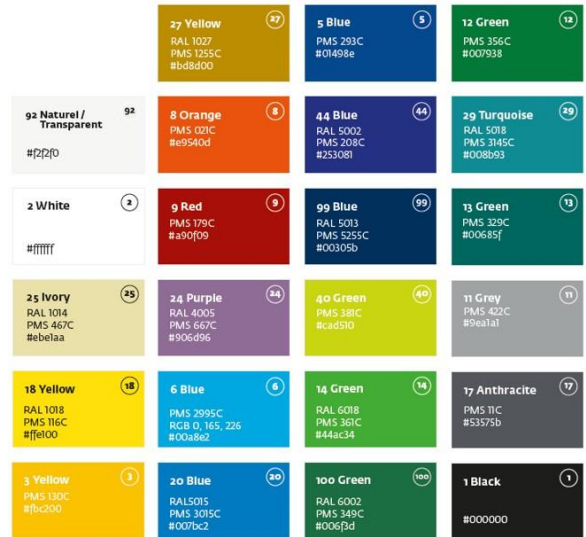 27 Yellow
27
RAL 1027
PMS 1255C
#bd8d00
5 Blue
5
PMS 293C
#01498e
12 Green
12
PMS 356C
#007938
92 Naturel /
Transparent
92
#f2f2f0
8 Orange
8
PMS 021C
#e9540d
44 Blue
44
RAL 5002
PMS 208C
#253081
29 Turquoise
29
RAL 5018
PMS 3145C
#008b93
2 White
2
#ffffff
9 Red
9
PMS 179C
#a90f09
99 Blue
99
RAL 5013
PMS 5255C
#00305b
13 Green
13
PMS 329C
#00685f
25 Ivory
25
RAL 1014
PMS 467C
#ebe1aa
24 Purple
24
RAL 4005
PMS 667C
#906d96
40 Green
40
PMS 381C
#cad510
11 Grey
11
PMS 422C
#9ea1a1
18 Yellow
18
RAL 1018
PMS 116C
#ffe100
6 Blue
6
PMS 2995C
RGB 0, 165, 226
#00a8e2
14 Green
14
RAL 6018
PMS 361C
#44ac34
17 Anthracite
17
PMS 11C
#53575b
3 Yellow
3
PMS 130C
#fbc200
20 Blue
20
RAL5015
PMS 3015C
#007bc2
100 Green
100
RAL 6002
PMS 349C
#006f3d
1 Black
1
#000000